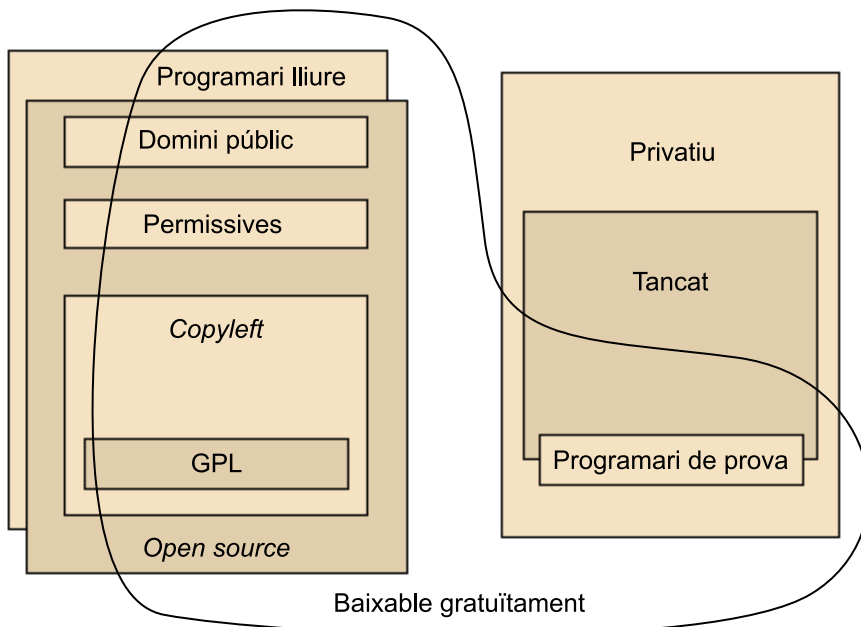 Programari lliure
Domini públic
Permissives
Copyleft
GPL
Open source
Privatiu
Tancat
Programari de prova
Baixable gratuïtament